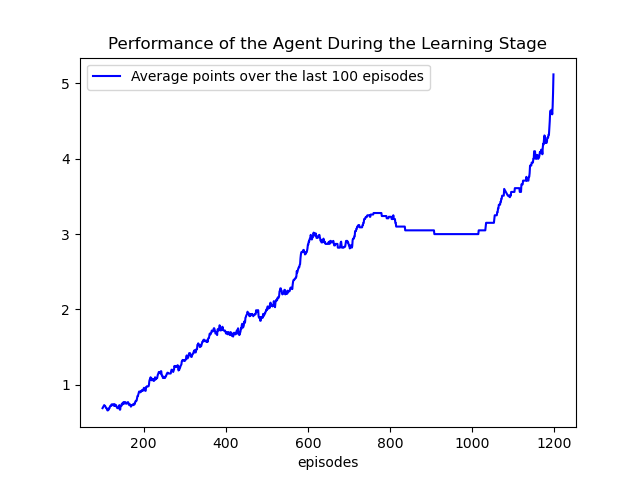 Performance of the Agent During the Learning Stage
Average points over the last 100 episodes
5
4
3
2
1
200 400 600 800 1000 1200
episodes